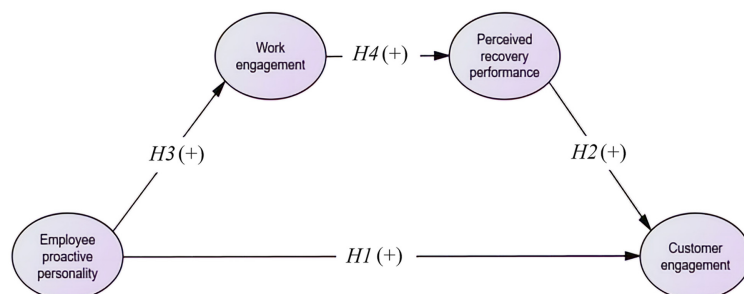 Work
engagement
H4(+)
Perceived
recovery
performance
H3(+)
H2(+)
Employee
proactive
personality
H1(+)
Customer
engagement